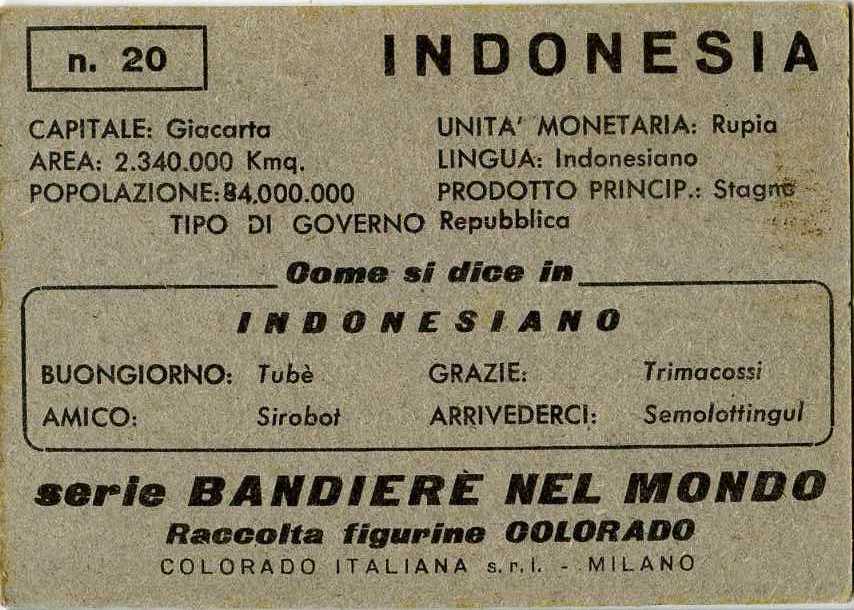 n. 20
INDONESIA
CAPITALE: Giacarta
AREA: 2.340.000 Kmq.
POPOLAZIONE: 84.000.000
UNITA' MONETARIA: Rupia
LINGUA: Indonesiano
PRODOTTO PRINCIP.: Stagno
TIPO DI GOVERNO Repubblica
Come si dice in
INDONESIANO
BUONGIORNO: Tubè
GRAZIE: Trimacossi
AMICO: Sirobot
ARRIVEDERCI: Semolottingul
serie BANDIERE NEL MONDO
Raccolta figurine COLORADO
COLORADO ITALIANA s.r.l. - MILANO